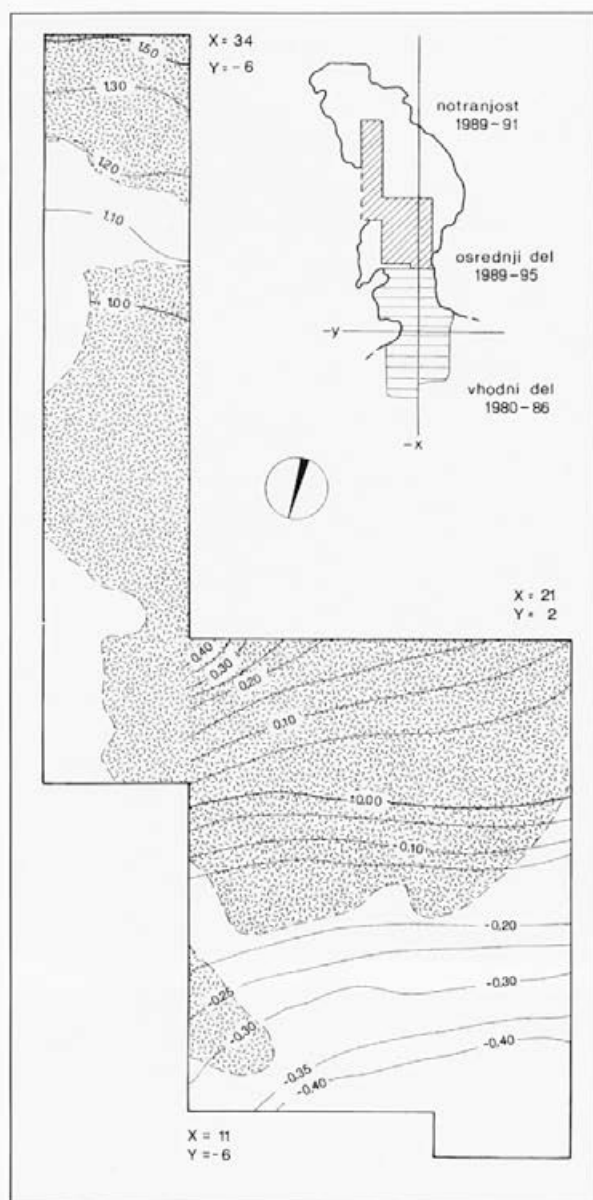 1.50
X = 34
Y = - 6
1.30
notranjost
1989-91
1.20
1.10
osrednji del
1989-95
1.00
-y
vhodni del
1980-86
-x
X = 21
Y = 2
0.40
0.30
0.20
0.10
±0.00
-0.10
-0.20
-0.25
-0.30
-0.30
-0.35
-0.40
-0.40
X = 11
Y = -6